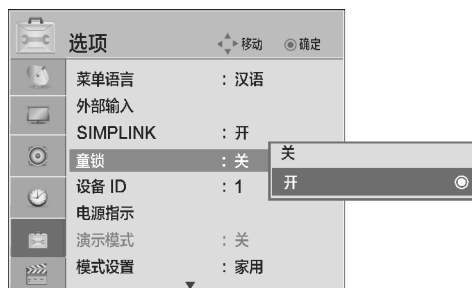 选项 移动 确定
菜单语言 : 汉语
外部输入
SIMPLINK : 开
童锁 : 关
关
设备 ID : 1
开
电源指示
演示模式 : 关
模式设置 : 家用